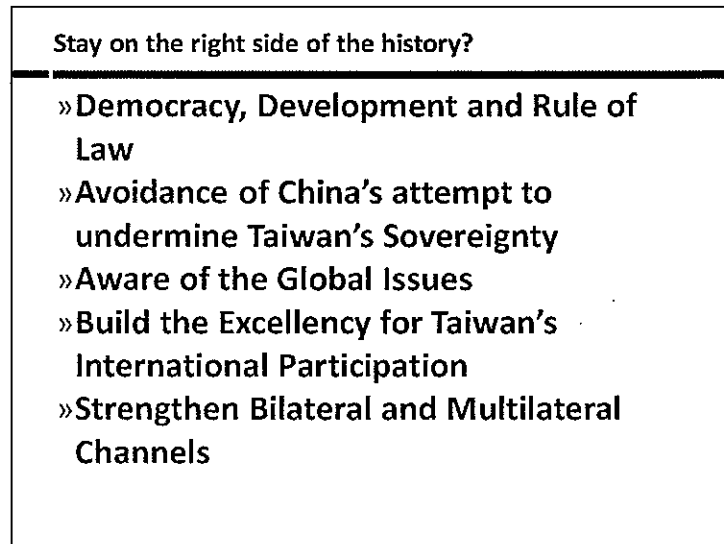 Stay on the right side of the history?
»Democracy, Development and Rule of
Law
»Avoidance of China's attempt to
undermine Taiwan's Sovereignty
»Aware of the Global Issues
»Build the Excellency for Taiwan's
International Participation
»Strengthen Bilateral and Multilateral
Channels